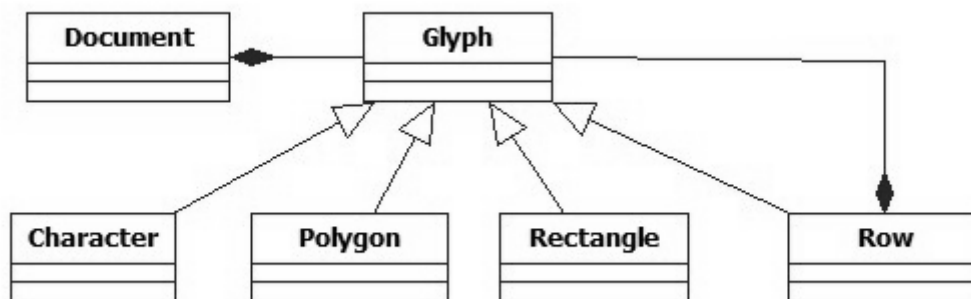 Document
Glyph
Character
Polygon
Rectangle
Row